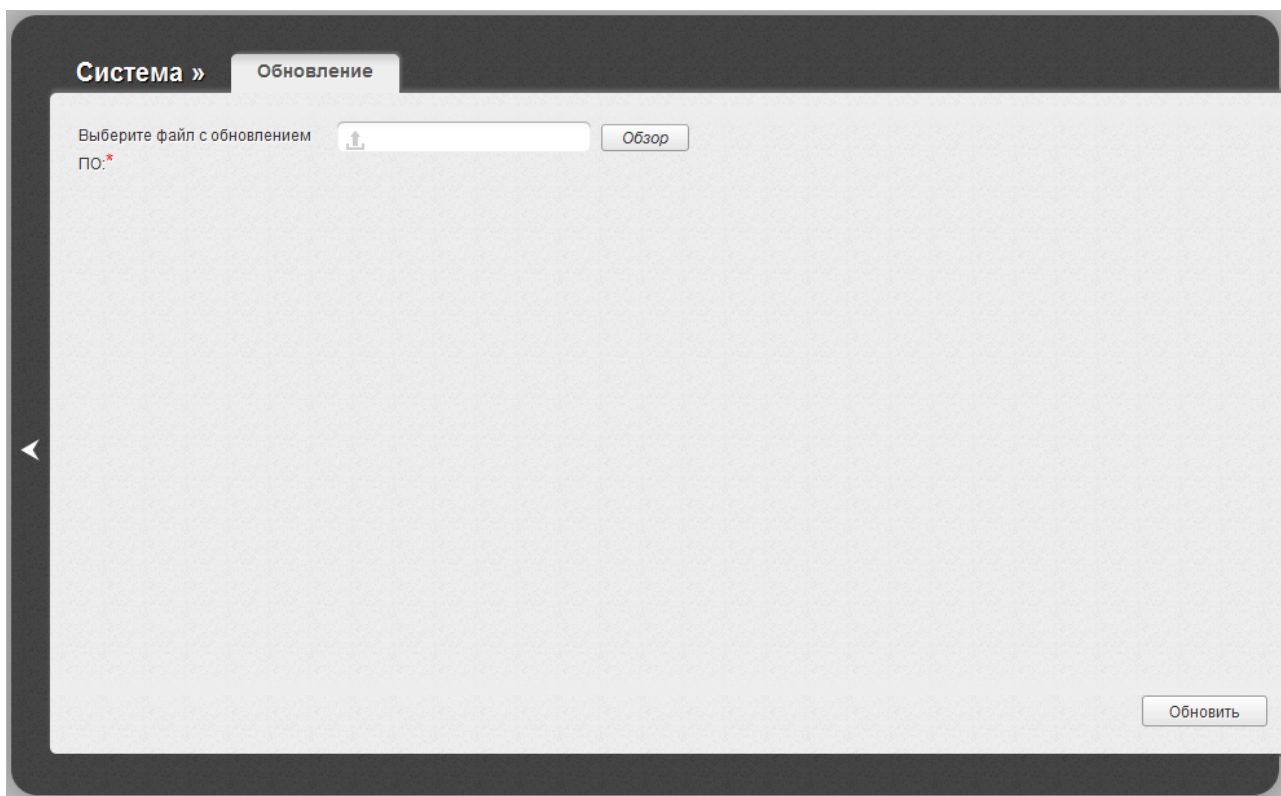 Система »
Обновление
Выберите файл с обновлением
ПО:*
Обзор
Обновить